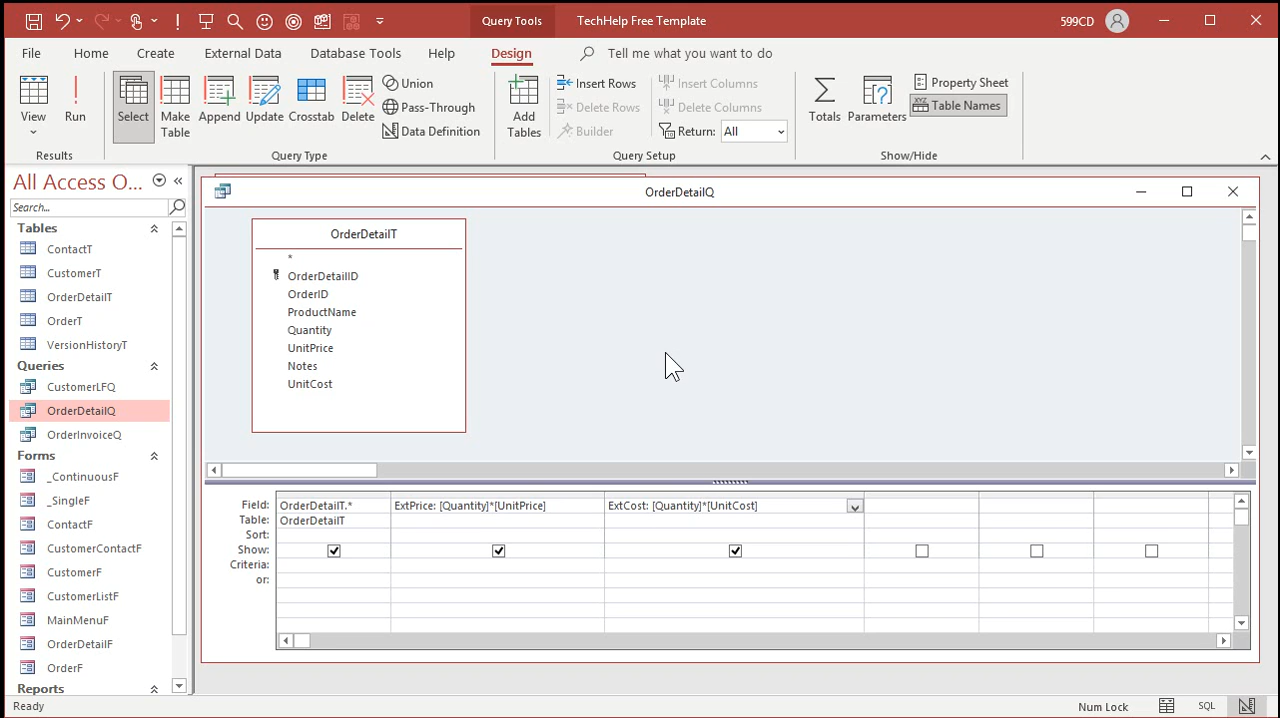 Query Tools
TechHelp Free Template
599CD
File
Home
Create
External Data
Database Tools
Help
Design
Tell me what you want to do
View
Run
Results
Select
Make Table
Append
Update
Crosstab
Delete
Union
Pass-Through
Data Definition
Query Type
Add Tables
Insert Rows
Delete Rows
Builder
Insert Columns
Delete Columns
Return: All
Query Setup
Totals
Parameters
Property Sheet
Table Names
Show/Hide
All Access O...
Search...
Tables
ContactT
CustomerT
OrderDetailT
OrderT
VersionHistoryT
Queries
CustomerLFQ
OrderDetailQ
OrderInvoiceQ
Forms
_ContinuousF
_SingleF
ContactF
CustomerContactF
CustomerF
CustomerListF
MainMenuF
OrderDetailF
OrderF
Reports
OrderDetailQ
OrderDetailT
*
OrderDetailID
OrderID
ProductName
Quantity
UnitPrice
Notes
UnitCost
Field: OrderDetailT.* ExtPrice: [Quantity]*[UnitPrice] ExtCost: [Quantity]*[UnitCost]
Table: OrderDetailT
Sort:
Show:
Criteria:
or:
Ready
Num Lock
SQL